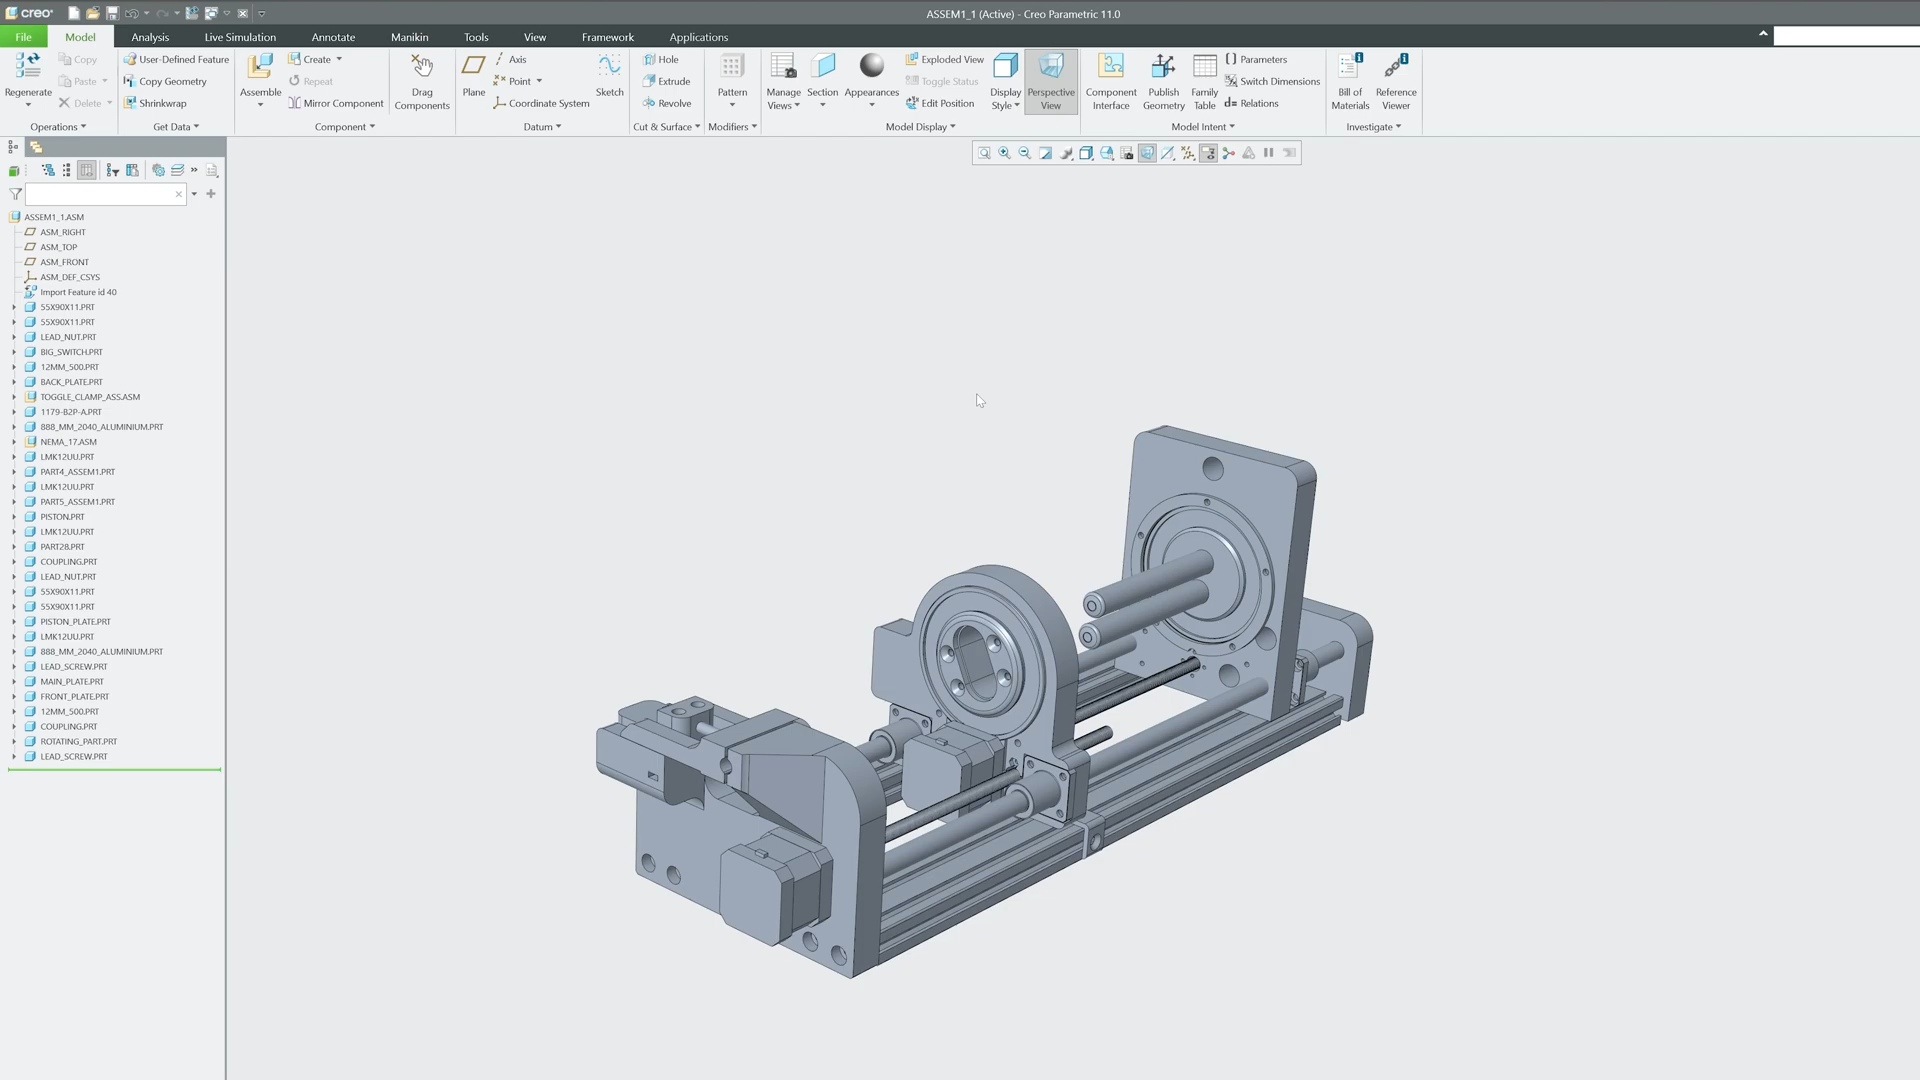 creo
ASSEM1_1 (Active) - Creo Parametric 11.0
File Model Analysis Live Simulation Annotate Manikin Tools View Framework Applications
Regenerate
Copy
Paste
Delete
Operations
User-Defined Feature
Copy Geometry
Shrinkwrap
Get Data
Assemble
Create
Repeat
Mirror Component
Drag
Components
Component
Plane
Axis
Point
Coordinate System
Sketch
Datum
Hole
Extrude
Revolve
Cut & Surface
Pattern
Modifiers
Manage
Views
Section
Appearances
Exploded View
Toggle Status
Edit Position
Display
Style
Perspective
View
Model Display
Component
Interface
Publish
Geometry
Family
Table
Parameters
Switch Dimensions
d= Relations
Model Intent
Bill of
Materials
Reference
Viewer
Investigate
ASSEM1_1.ASM
ASM_RIGHT
ASM_TOP
ASM_FRONT
ASM_DEF_CSYS
Import Feature id 40
55X90X11.PRT
55X90X11.PRT
LEAD_NUT.PRT
BIG_SWITCH.PRT
12MM_500.PRT
BACK_PLATE.PRT
TOGGLE_CLAMP_ASS.ASM
1179-B2P-A.PRT
888_MM_2040_ALUMINIUM.PRT
NEMA_17.ASM
LMK12UU.PRT
PART4_ASSEM1.PRT
LMK12UU.PRT
PART5_ASSEM1.PRT
PISTON.PRT
LMK12UU.PRT
PART28.PRT
COUPLING.PRT
LEAD_NUT.PRT
55X90X11.PRT
55X90X11.PRT
PISTON_PLATE.PRT
LMK12UU.PRT
888_MM_2040_ALUMINIUM.PRT
LEAD_SCREW.PRT
MAIN_PLATE.PRT
FRONT_PLATE.PRT
12MM_500.PRT
COUPLING.PRT
ROTATING_PART.PRT
LEAD_SCREW.PRT